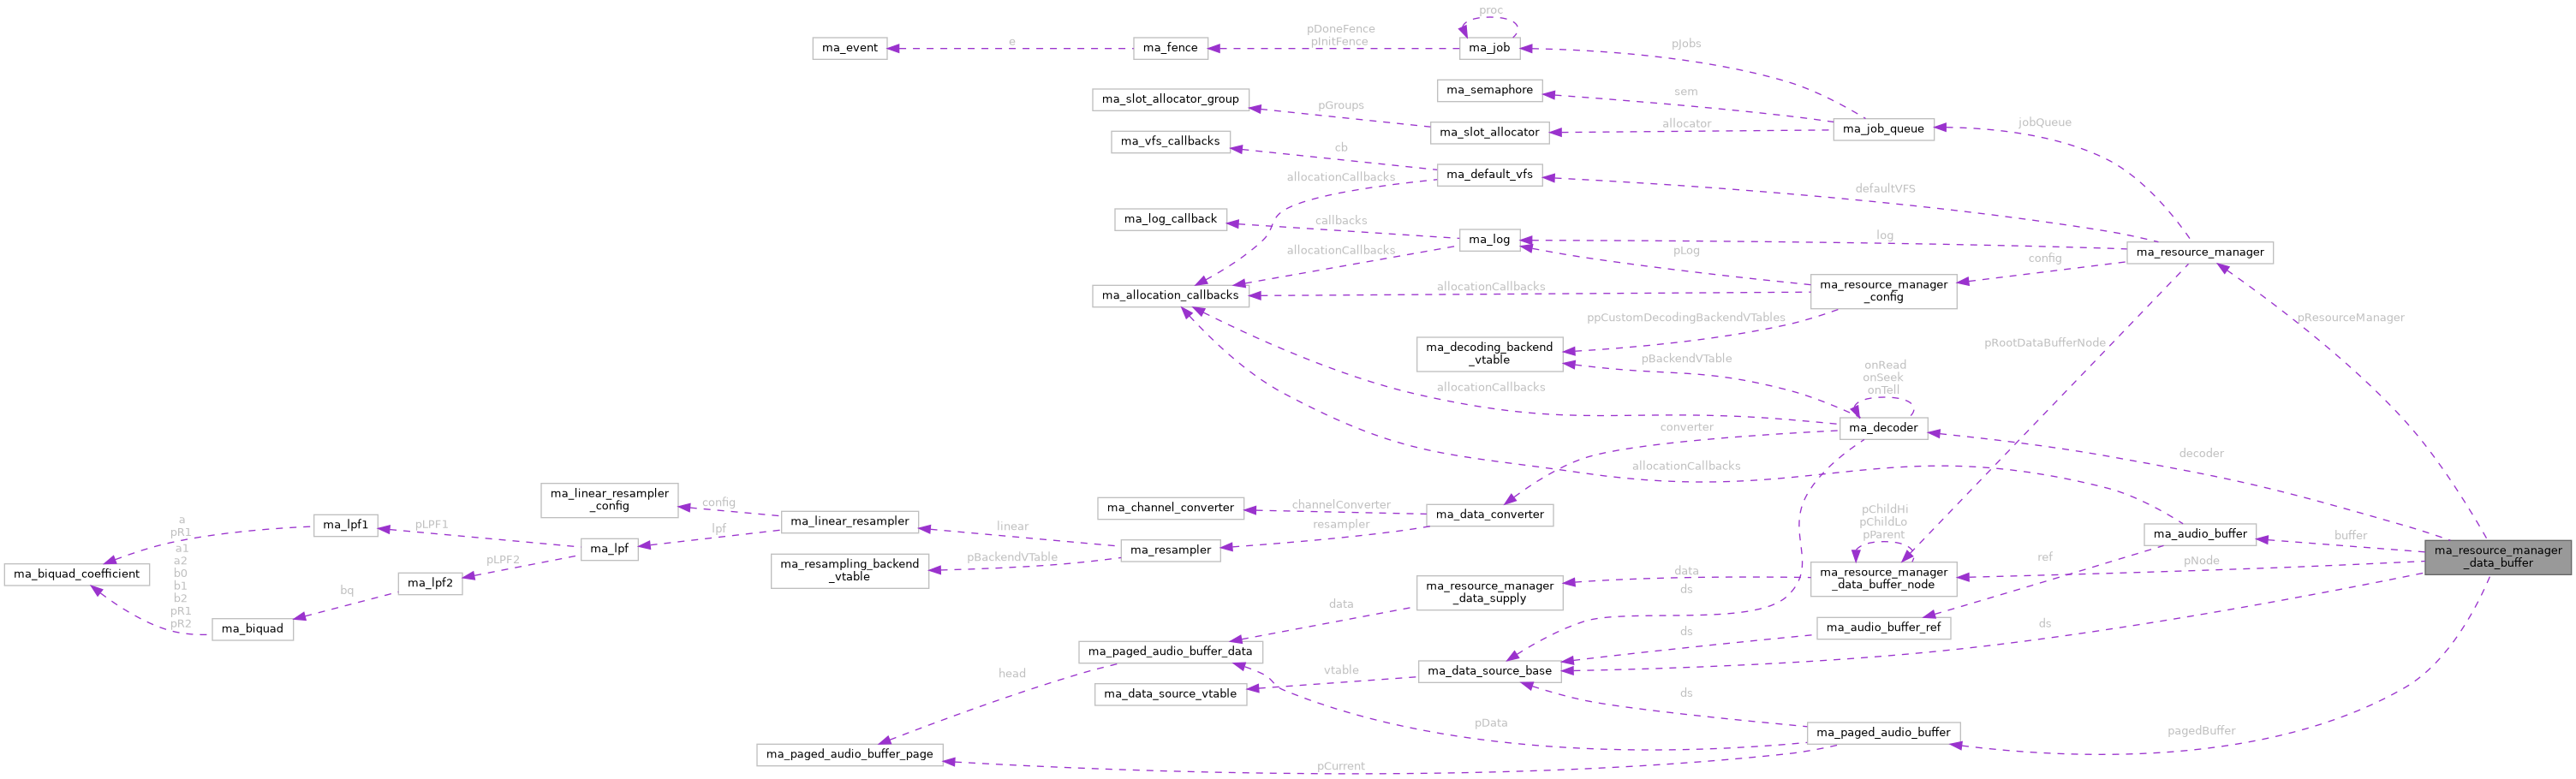 proc
pDoneFence
pInitFence
e
ma_event
ma_fence
ma_job
pJobs
ma_semaphore
sem
ma_slot_allocator_group
pGroups
ma_slot_allocator
allocator
ma_job_queue
jobQueue
ma_vfs_callbacks
cb
ma_default_vfs
allocationCallbacks
defaultVFS
ma_log_callback
callbacks
ma_log
log
allocationCallbacks
pLog
ma_resource_manager
config
ma_allocation_callbacks
allocationCallbacks
ma_resource_manager
_config
ppCustomDecodingBackendVTables
pResourceManager
ma_decoding_backend
_vtable
pBackendVTable
pRootDataBufferNode
onRead
onSeek
onTell
allocationCallbacks
converter
ma_decoder
decoder
allocationCallbacks
ma_linear_resampler
_config
config
ma_channel_converter
channelConverter
ma_data_converter
resampler
a
pR1
ma_lpf1
pLPF1
lpf
ma_linear_resampler
linear
pChildHi
pChildLo
pParent
ma_audio_buffer
buffer
a1
a2
b0
b1
b2
pR1
pR2
ma_lpf
ma_resampler
pBackendVTable
ma_resource_manager
_data_buffer
ma_biquad_coefficient
pLPF2
ma_lpf2
ma_resampling_backend
_vtable
ref
pNode
ma_resource_manager
_data_buffer_node
data
ds
ma_resource_manager
_data_supply
bq
ma_biquad
data
ma_audio_buffer_ref
ds
ds
ma_paged_audio_buffer_data
head
vtable
ma_data_source_base
ma_data_source_vtable
ds
pData
ma_paged_audio_buffer
pagedBuffer
ma_paged_audio_buffer_page
pCurrent